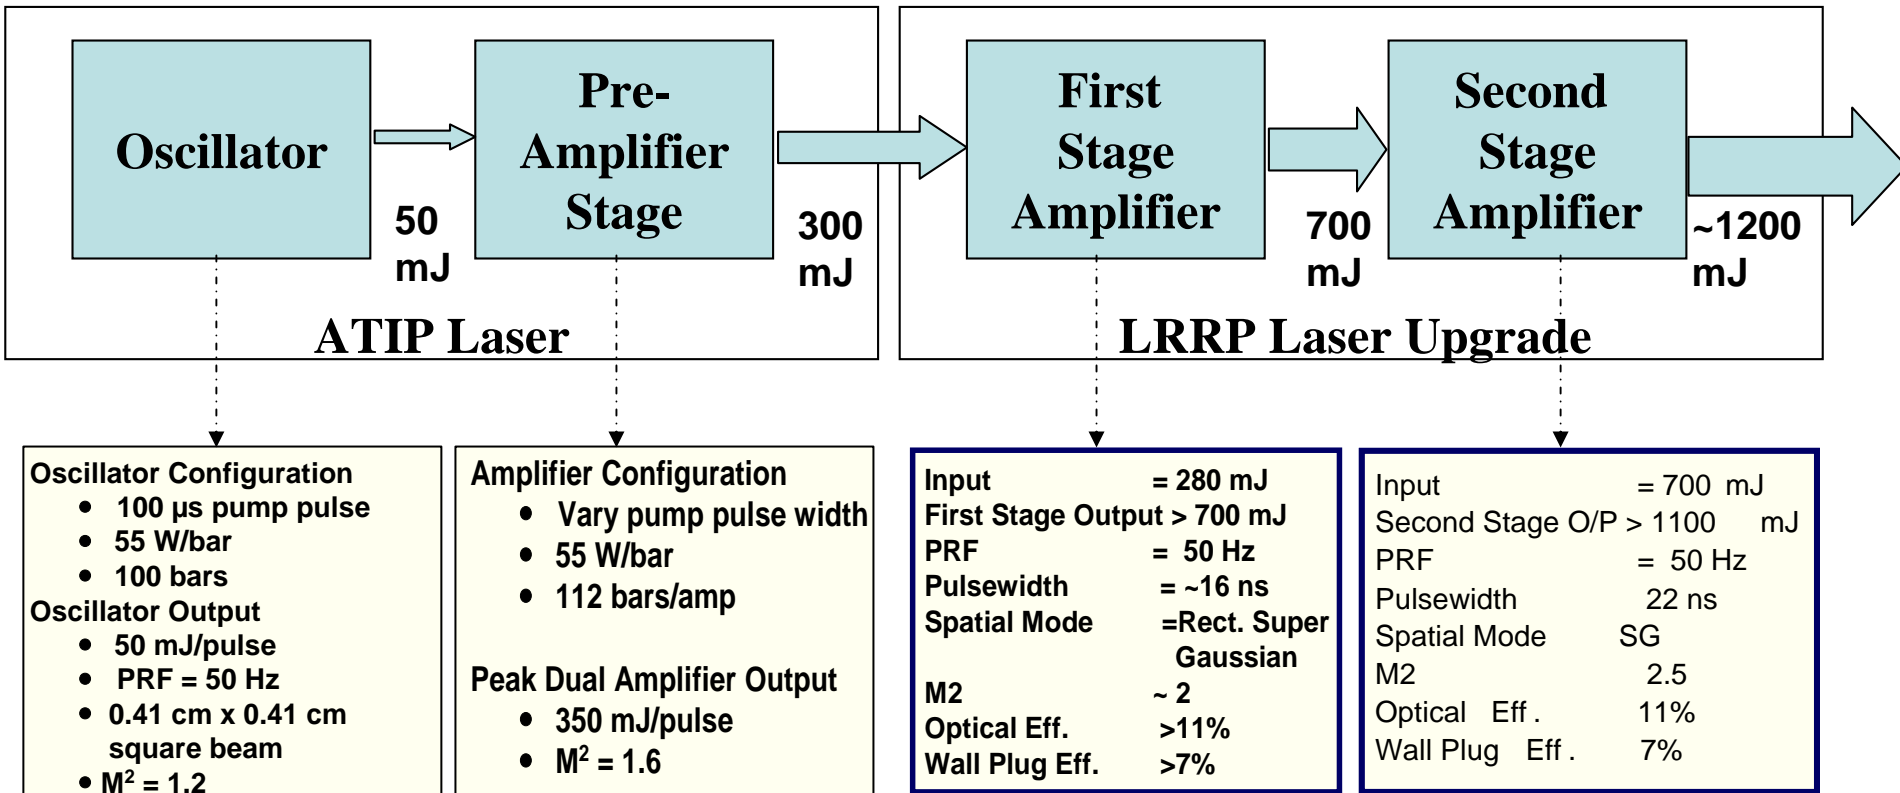 Oscillator
Pre-
Amplifier
Stage
First
Stage
Amplifier
Second
Stage
Amplifier
50
mJ
300
mJ
700
mJ
~1200
mJ
ATIP Laser
LRRP Laser Upgrade
Oscillator Configuration
• 100 µs pump pulse
• 55 W/bar
• 100 bars
Oscillator Output
• 50 mJ/pulse
• PRF = 50 Hz
• 0.41 cm x 0.41 cm
square beam
• M² = 1.2
Amplifier Configuration
• Vary pump pulse width
• 55 W/bar
• 112 bars/amp
Peak Dual Amplifier Output
• 350 mJ/pulse
• M² = 1.6
Input = 280 mJ
First Stage Output > 700 mJ
PRF = 50 Hz
Pulsewidth = ~16 ns
Spatial Mode =Rect. Super
Gaussian
M2 ~ 2
Optical Eff. >11%
Wall Plug Eff. >7%
Input = 700 mJ
Second Stage O/P > 1100 mJ
PRF = 50 Hz
Pulsewidth 22 ns
Spatial Mode SG
M2 2.5
Optical Eff . 11%
Wall Plug Eff . 7%